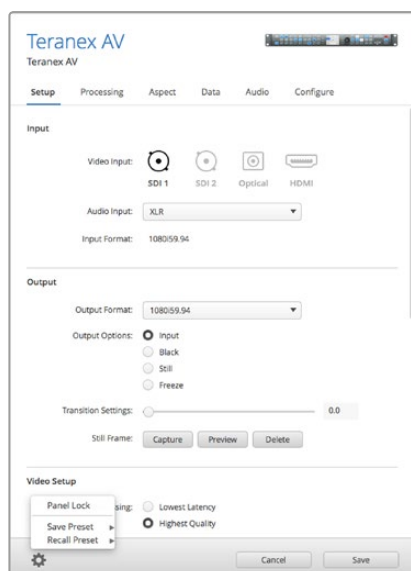 Teranex AV
Teranex AV
Setup Processing Aspect Data Audio Configure
Input
Video Input:
SDI 1 SDI 2 Optical HDMI
Audio Input: XLR
Input Format: 1080i59.94
Output
Output Format: 1080i59.94
Output Options: Input
Black
Still
Freeze
Transition Settings: 0.0
Still Frame: Capture Preview Delete
Video Setup
Panel Lock
Save Preset
Recall Preset
sing: Lowest Latency
Highest Quality
Cancel Save